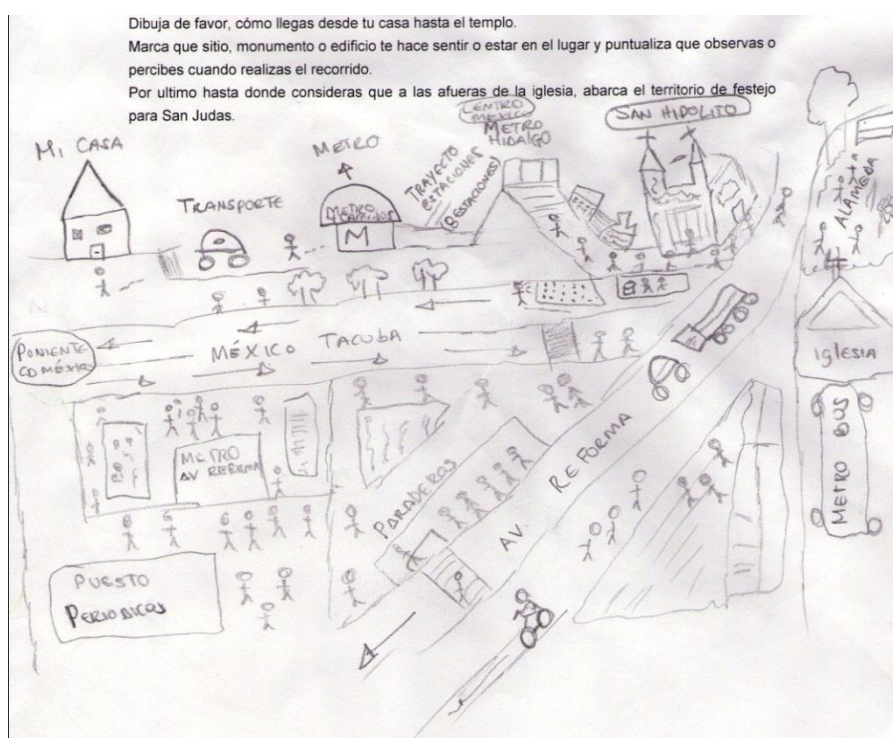 Dibuja de favor, cómo llegas desde tu casa hasta el templo.
Marca que sitio, monumento o edificio te hace sentir o estar en el lugar y puntualiza que observas o
percibes cuando realizas el recorrido.
Por ultimo hasta donde consideras que a las afueras de la iglesia, abarca el territorio de festejo
para San Judas.
MI CASA
TRANSPORTE
METRO
METRO
M
TRAYECTO
ESTACIONES
(8 ESTACIONES)
CENTRO
MEXICO
METRO
HIDALGO
SAN HIPOLITO
ALAMEDA
PONIENTE
CD MÉXICO
MÉXICO TACUBA
iglesia
METRO BUS
METRO
AV REFORMA
PARADEROS
AV REFORMA
PUESTO
PERIODICOS